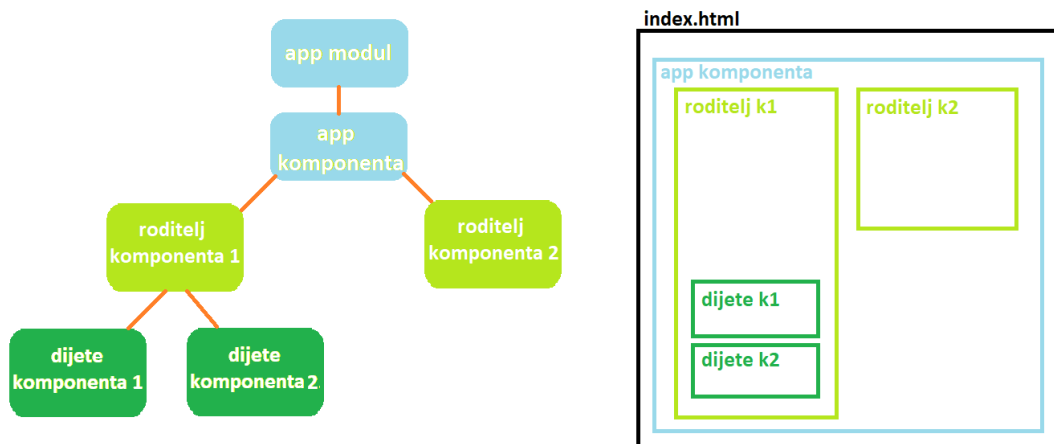 app modul
app
komponenta
roditelj
komponenta 1
roditelj
komponenta 2
dijete
komponenta 1
dijete
komponenta 2.
index.html
app komponenta
roditelj k1
roditelj k2
dijete k1
dijete k2